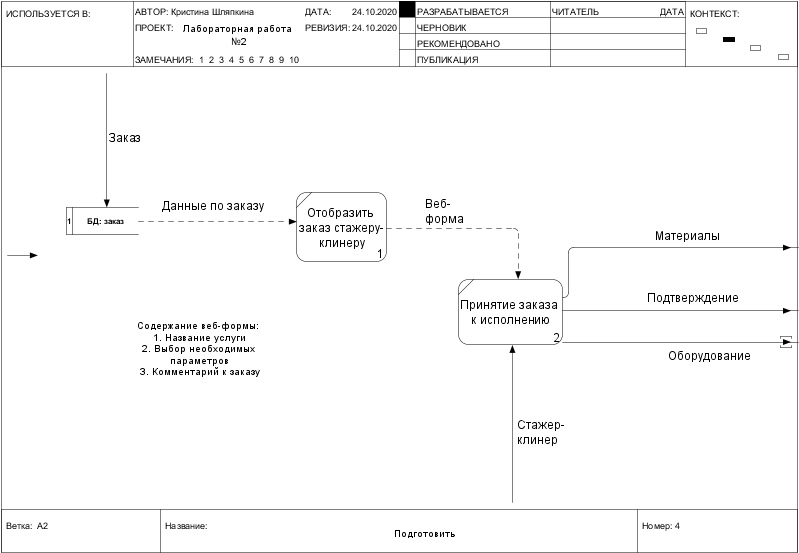 ИСПОЛЬЗУЕТСЯ В:
АВТОР: Кристина Шляпкина
ДАТА: 24.10.2020
ПРОЕКТ: Лабораторная работа
№2
РЕВИЗИЯ: 24.10.2020
ЗАМЕЧАНИЯ: 1 2 3 4 5 6 7 8 9 10
РАЗРАБАТЫВАЕТСЯ
ЧЕРНОВИК
РЕКОМЕНДОВАНО
ПУБЛИКАЦИЯ
ЧИТАТЕЛЬ
ДАТА
КОНТЕКСТ:
Заказ
1 БД: заказ
Данные по заказу
Отобразить
заказ стажеру-
клинеру
1
Веб-
форма
Принятие заказа
к исполнению
2
Материалы
Подтверждение
Оборудование
Содержание веб-формы:
1. Название услуги
2. Выбор необходимых
параметров
3. Комментарий к заказу
Стажер-
клинер
Ветка: A2
Название:
Подготовить
Номер: 4